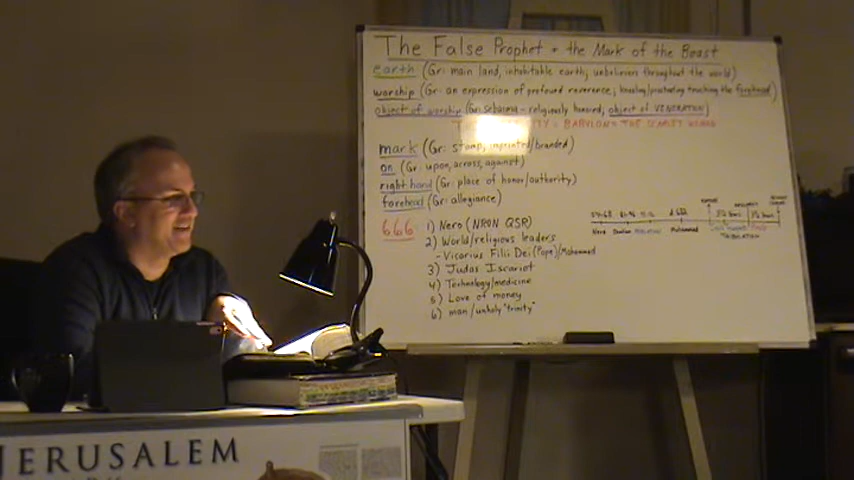 The False Prophet + the Mark of the Beast
earth (Gr: main land, inhabitable earth; unbeliever throughout the world)
worship (Gr: an expression of profound reverence; kneeling/prostrating touching the forehead)
object of worship (Gr: sebasma - religiously honored, object of VENERATION)
BABYLON = THE SCARLET WOMAN
mark (Gr: stamp, imprinted/branded)
on (Gr: upon, across, against)
right hand (Gr: place of honor/authority)
forehead (Gr: allegiance)
666 1) Nero (NRON QSR)
2) World/religious leaders
- Vicarius Filii Dei (Pope)/Mohammed
3) Judas Iscariot
4) Technology/medicine
5) Love of money
6) man/unholy "trinity"
Nero Domitian Muhammad
TRIBULATION
JERUSALEM